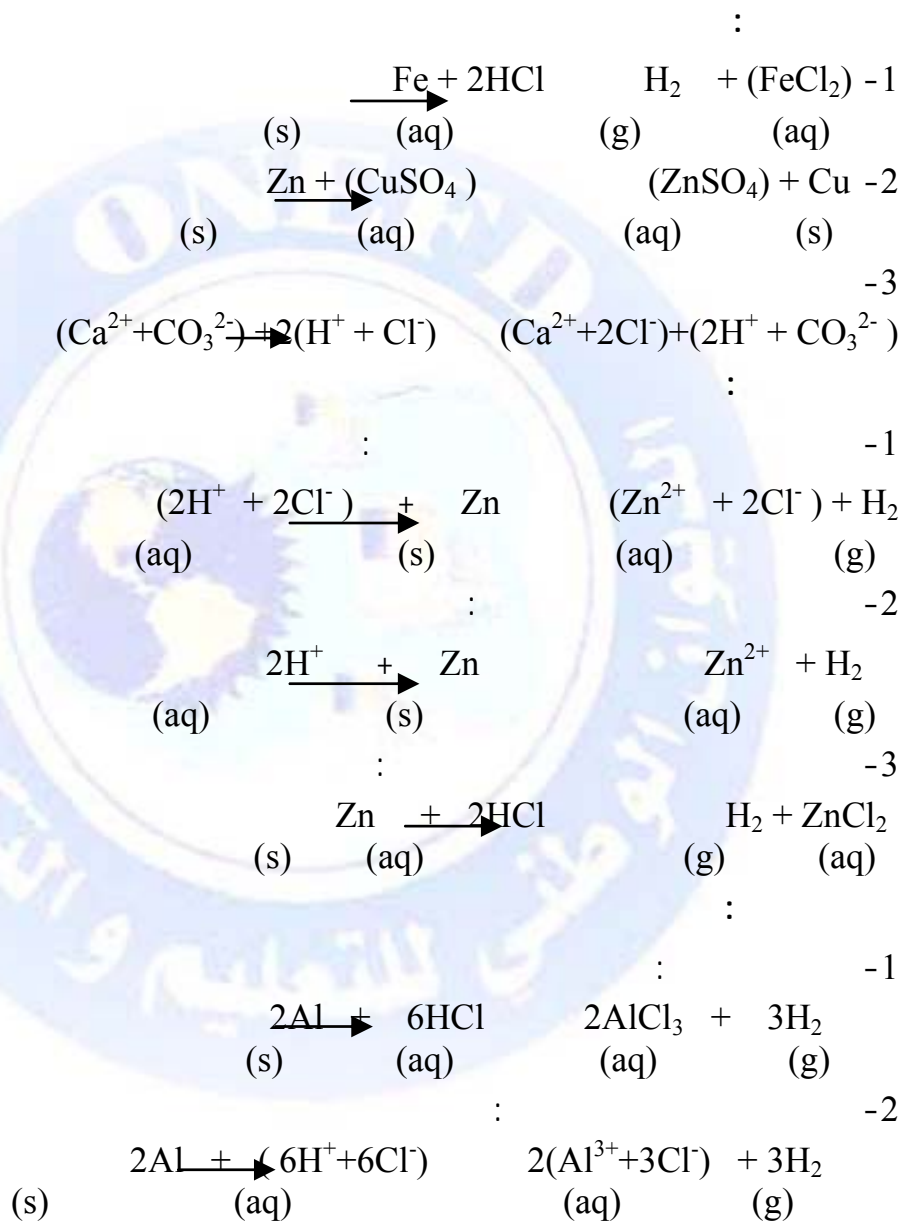 :
Fe + 2HCl → H₂ + (FeCl₂) -1
(s) (aq) (g) (aq)
Zn + (CuSO₄ ) → (ZnSO₄) + Cu -2
(s) (aq) (aq) (s)
-3
(Ca²⁺+CO₃²⁻) + 2(H⁺ + Cl⁻) → (Ca²⁺+2Cl⁻)+(2H⁺ + CO₃²⁻ )
:
: -1
(2H⁺ + 2Cl⁻ ) + Zn → (Zn²⁺ + 2Cl⁻ ) + H₂
(aq) (s) (aq) (g)
: -2
2H⁺ + Zn → Zn²⁺ + H₂
(aq) (s) (aq) (g)
: -3
Zn + 2HCl → H₂ + ZnCl₂
(s) (aq) (g) (aq)
:
: -1
2Al + 6HCl → 2AlCl₃ + 3H₂
(s) (aq) (aq) (g)
: -2
2Al + ( 6H⁺+6Cl⁻) → 2(Al³⁺+3Cl⁻) + 3H₂
(s) (aq) (aq) (g)
ONEFD
الوطني للتعليم و